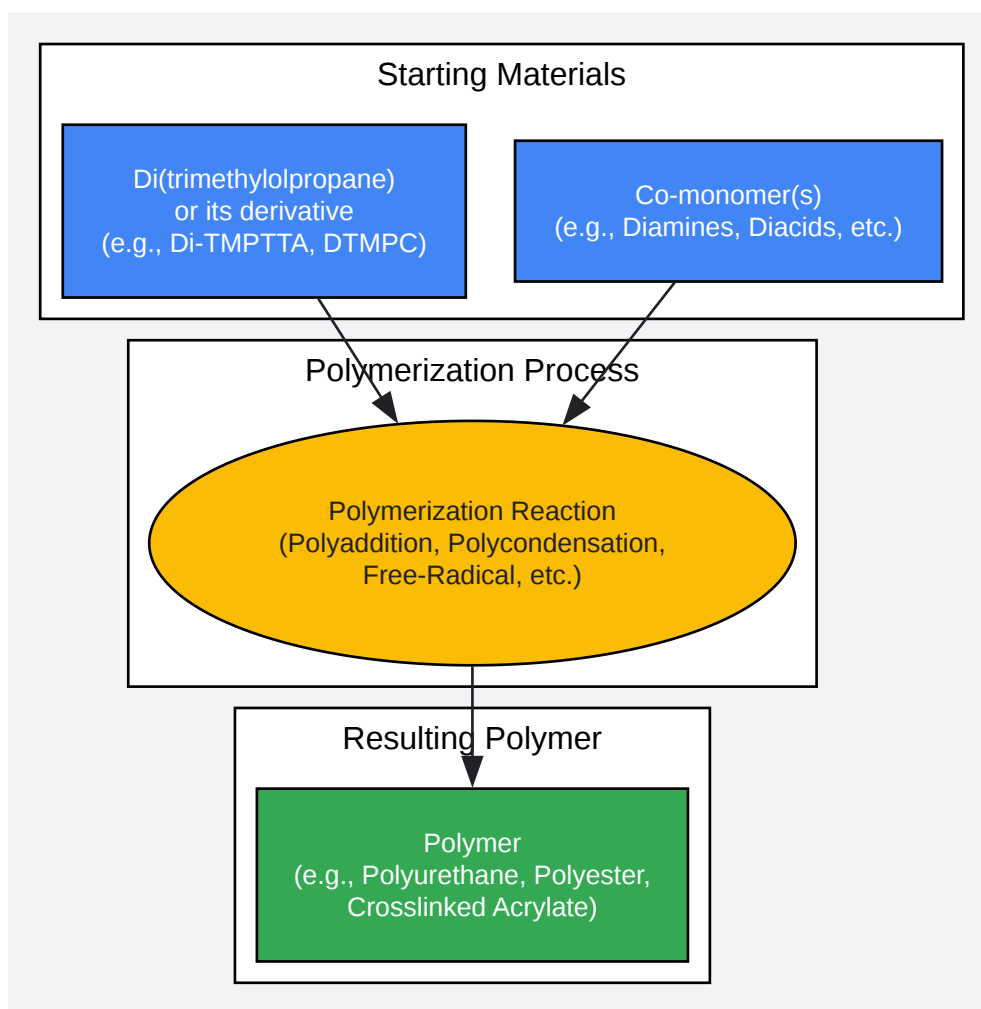 Starting Materials
Di(trimethylolpropane)
or its derivative
(e.g., Di-TMPTTA, DTMPC)
Co-monomer(s)
(e.g., Diamines, Diacids, etc.)
Polymerization Process
Polymerization Reaction
(Polyaddition, Polycondensation,
Free-Radical, etc.)
Resulting Polymer
Polymer
(e.g., Polyurethane, Polyester,
Crosslinked Acrylate)